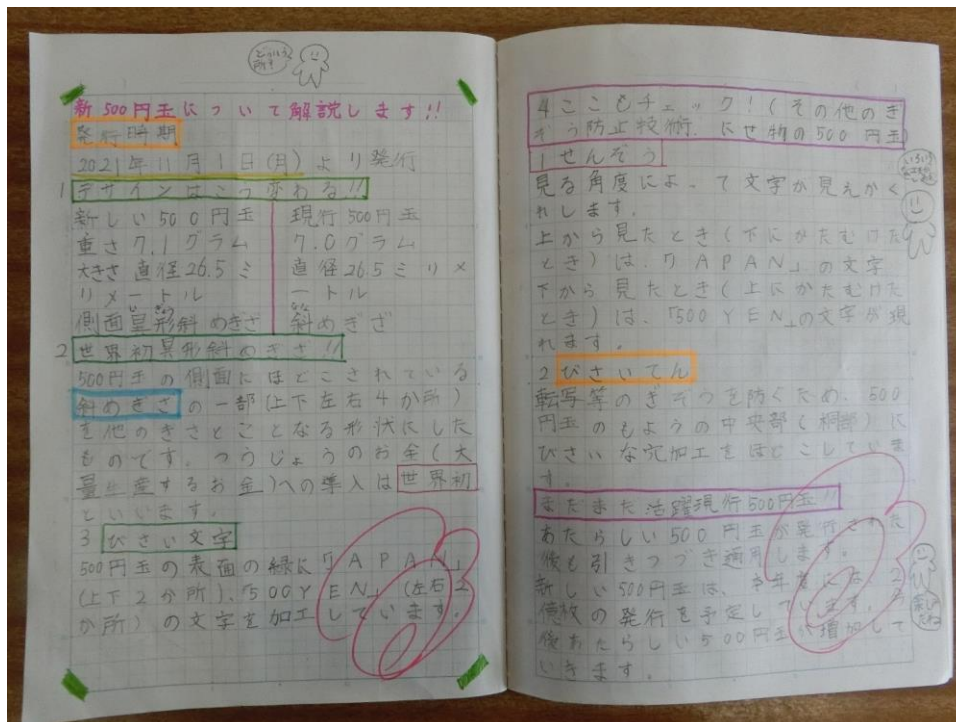 新500円玉について解説します!!
発行時期
2021年11月1日(月)より発行
1 デザインはこう変わる!!
新しい500円玉 現行500円玉
重さ7.1グラム 7.0グラム
大きさ直径26.5ミ 直径26.5ミリメ
リメートル ートル
側面異形斜めぎざ 斜めぎざ
2 世界初異形斜めぎざ!!
500円玉の側面にほどこされている
斜めぎざの一部(上下左右4か所)
を他のぎざとことなる形状にした
ものです。つうじょうのお金(大
量生産するお金)への導入は世界初
といいます。
3 びさい文字
500円玉の表面の縁に「JAPAN」
(上下2か所)、「500YEN」(左右2
か所)の文字を加工しています。
4ここもチェック!(その他のぎ
ぞう防止技術、にせ物の500円玉)
1せんぞう
見る角度によって文字が見えかく
れします。
上から見たとき(下にかたむけた
とき)は、「JAPAN」の文字
下から見たとき(上にかたむけた
とき)は、「500YEN」の文字が現
れます。
2 びさいてん
転写等のぎぞうを防ぐため、500
円玉のもようの中央部(桐部)に
びさいな穴加工をほどこしていま
す。
まだまだ活躍現行500円玉!!
あたらしい500円玉が発行された
後も引きつづき通用します。
新しい500円玉は、本年度には、2
億枚の発行を予定しています。
後あたらしい500円玉が増加して
いきます。
楽しみだね